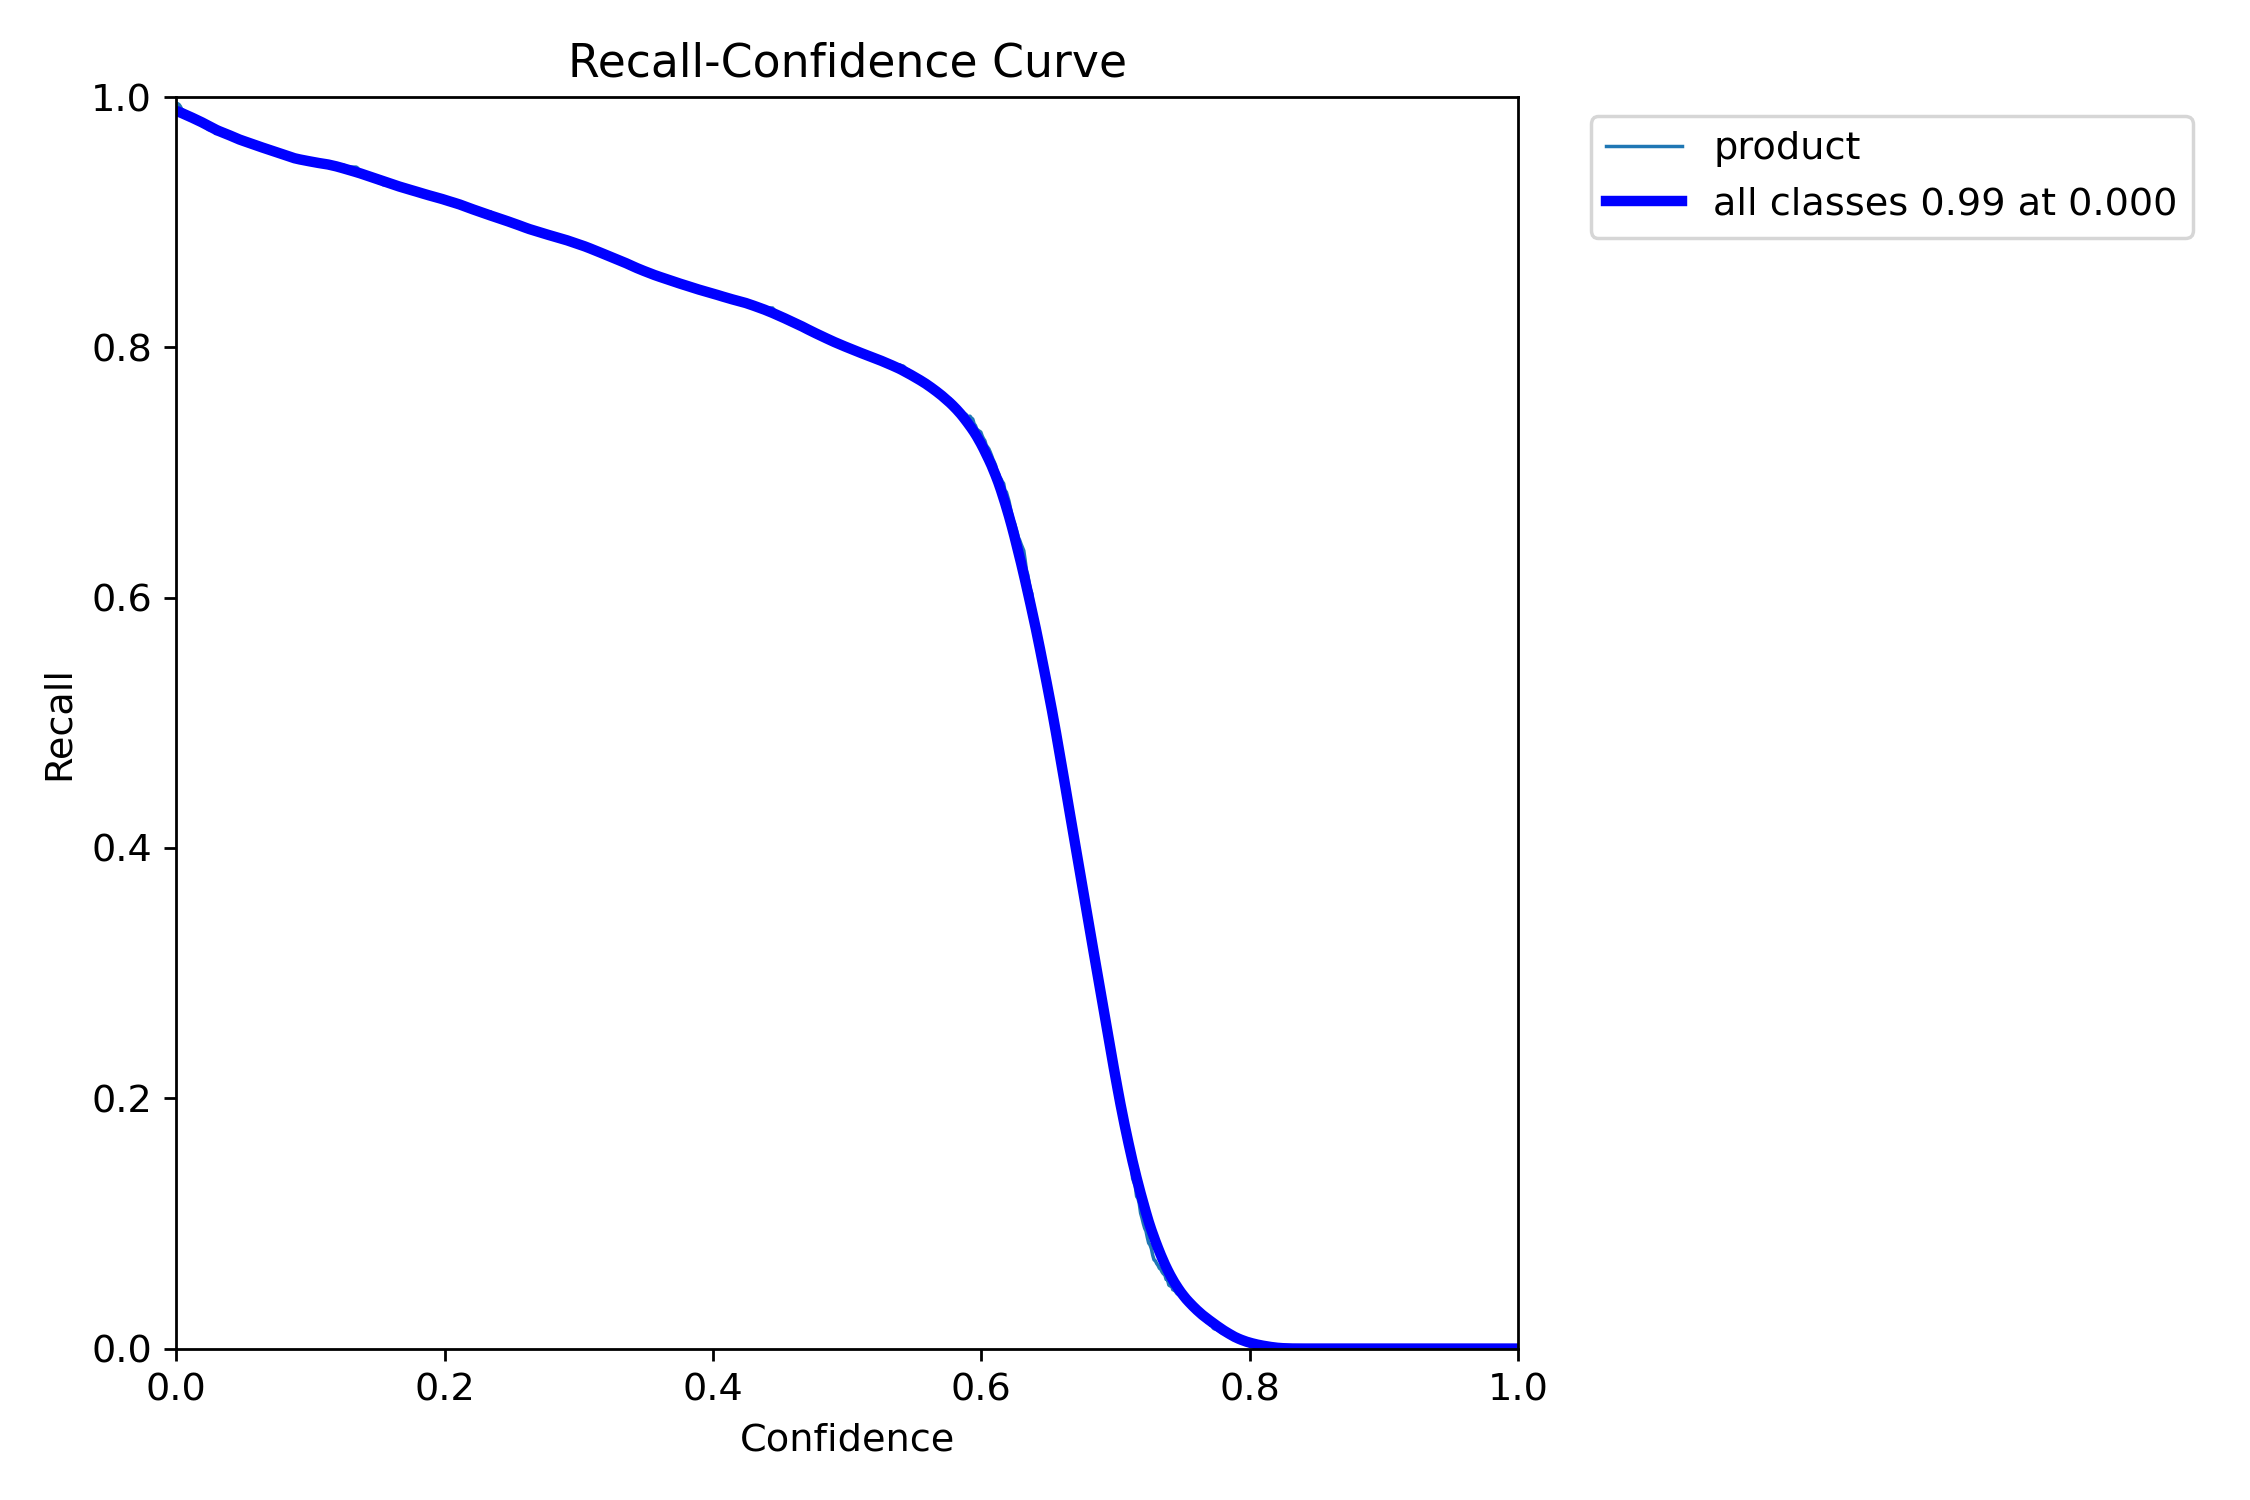 Recall-Confidence Curve
1.0
0.8
0.6
0.4
0.2
0.0
Recall
0.0 0.2 0.4 0.6 0.8 1.0
Confidence
product
all classes 0.99 at 0.000